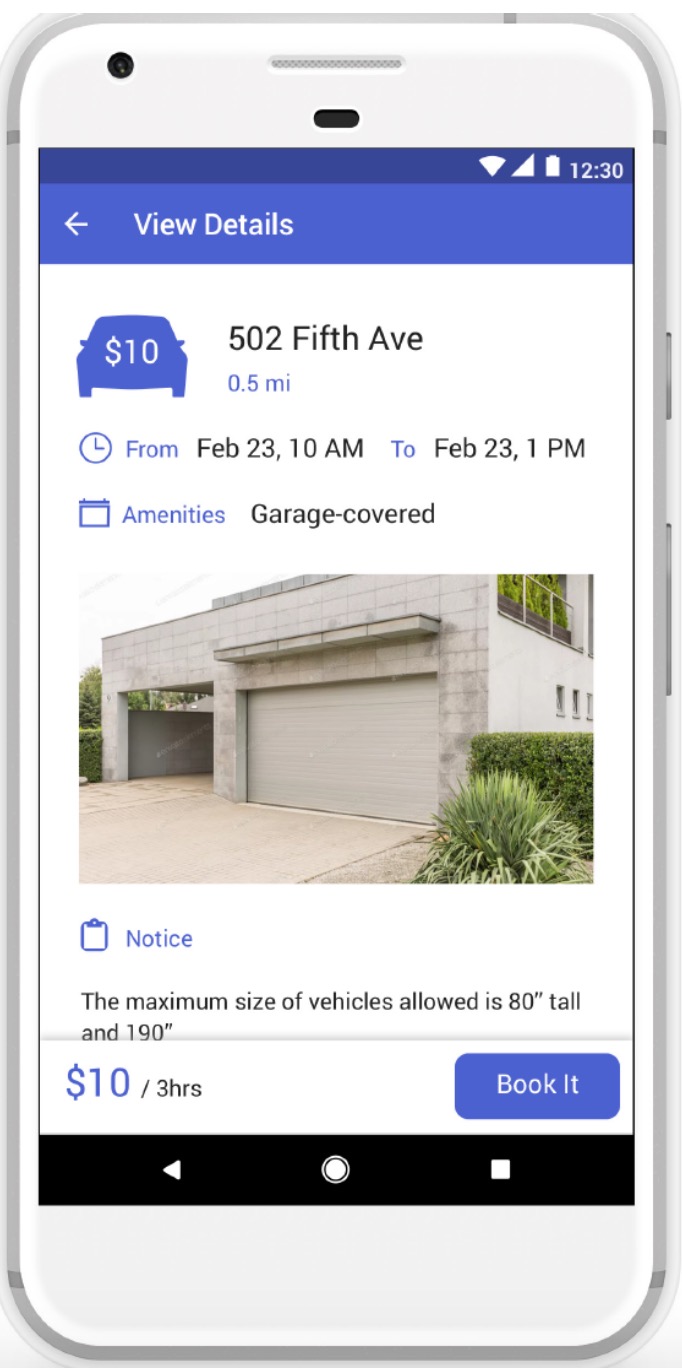 12:30
View Details
$10
502 Fifth Ave
0.5 mi
From Feb 23, 10 AM To Feb 23, 1 PM
Amenities Garage-covered
Notice
The maximum size of vehicles allowed is 80” tall
and 190”
$10 / 3hrs
Book It